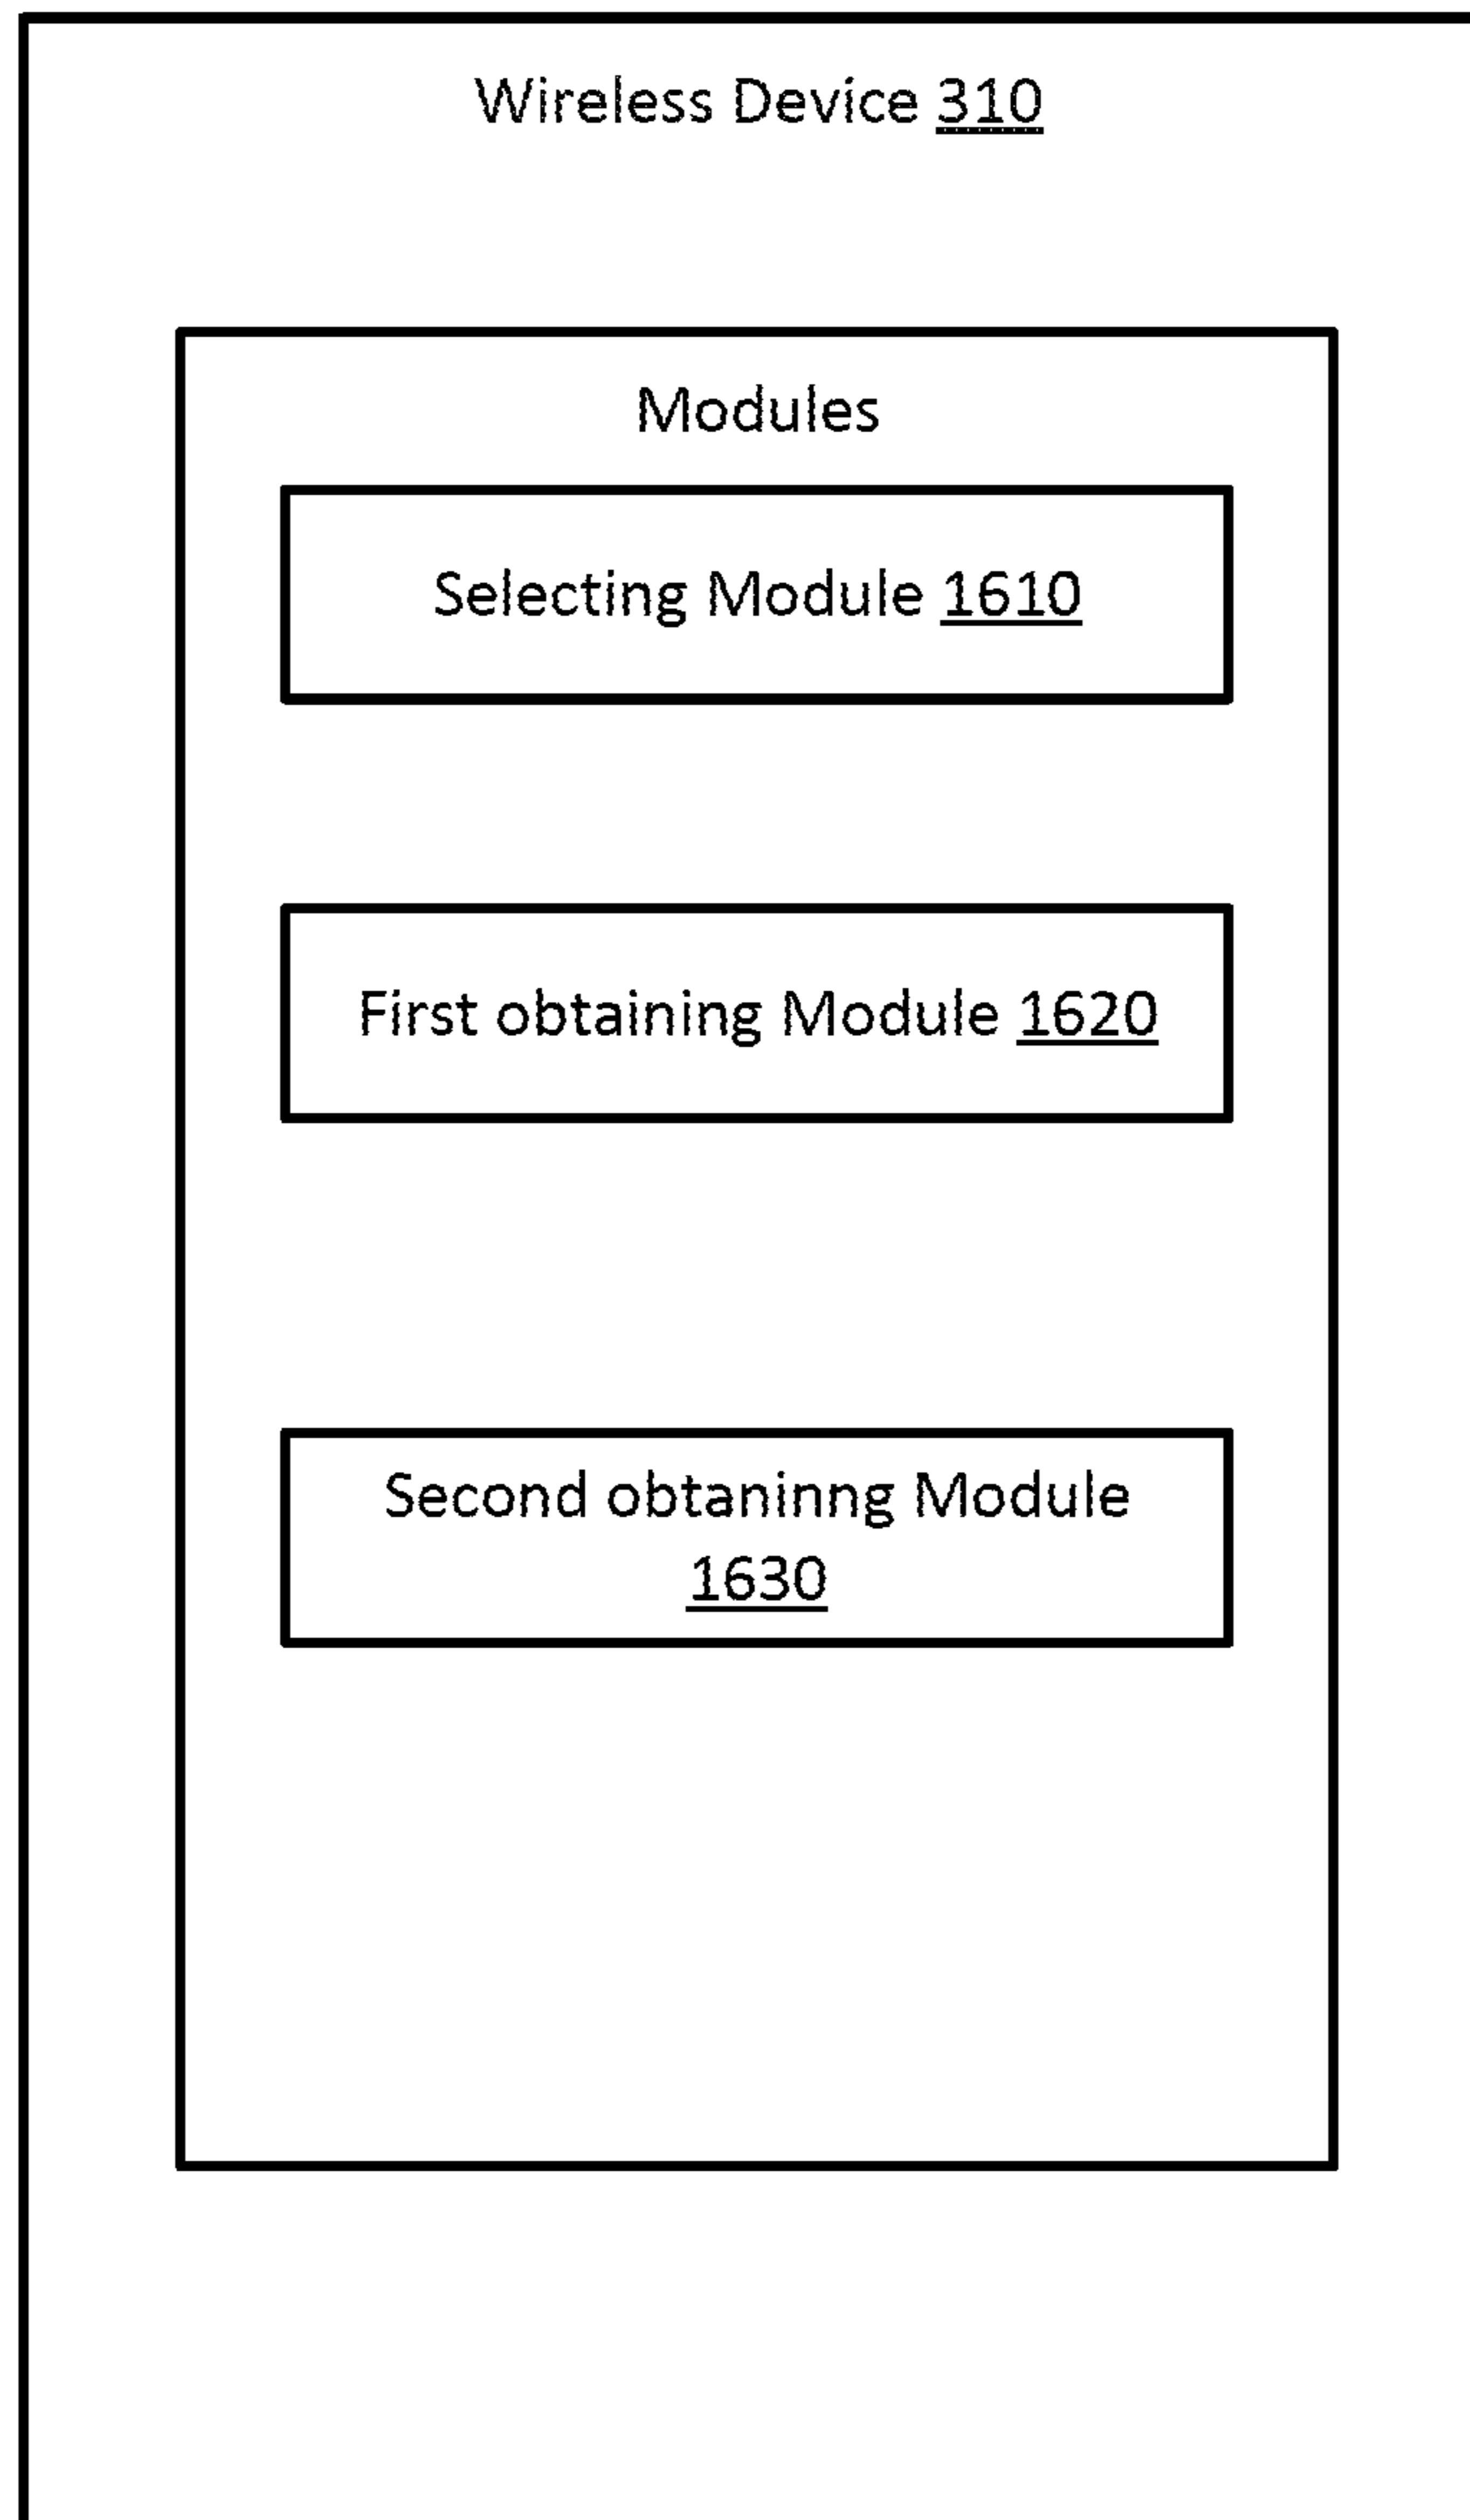 Wireless Device 310
Modules
Selecting Module 1610
First obtaining Module 1620
Second obtaninng Module
1630